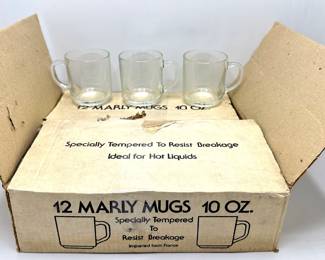 12 MARLY MUGS 10 OZ.
Specially Tempered To Resist Breakage
Ideal for Hot Liquids
12 MARLY MUGS 10 OZ.
Specially Tempered
To
Resist Breakage
Imported from France